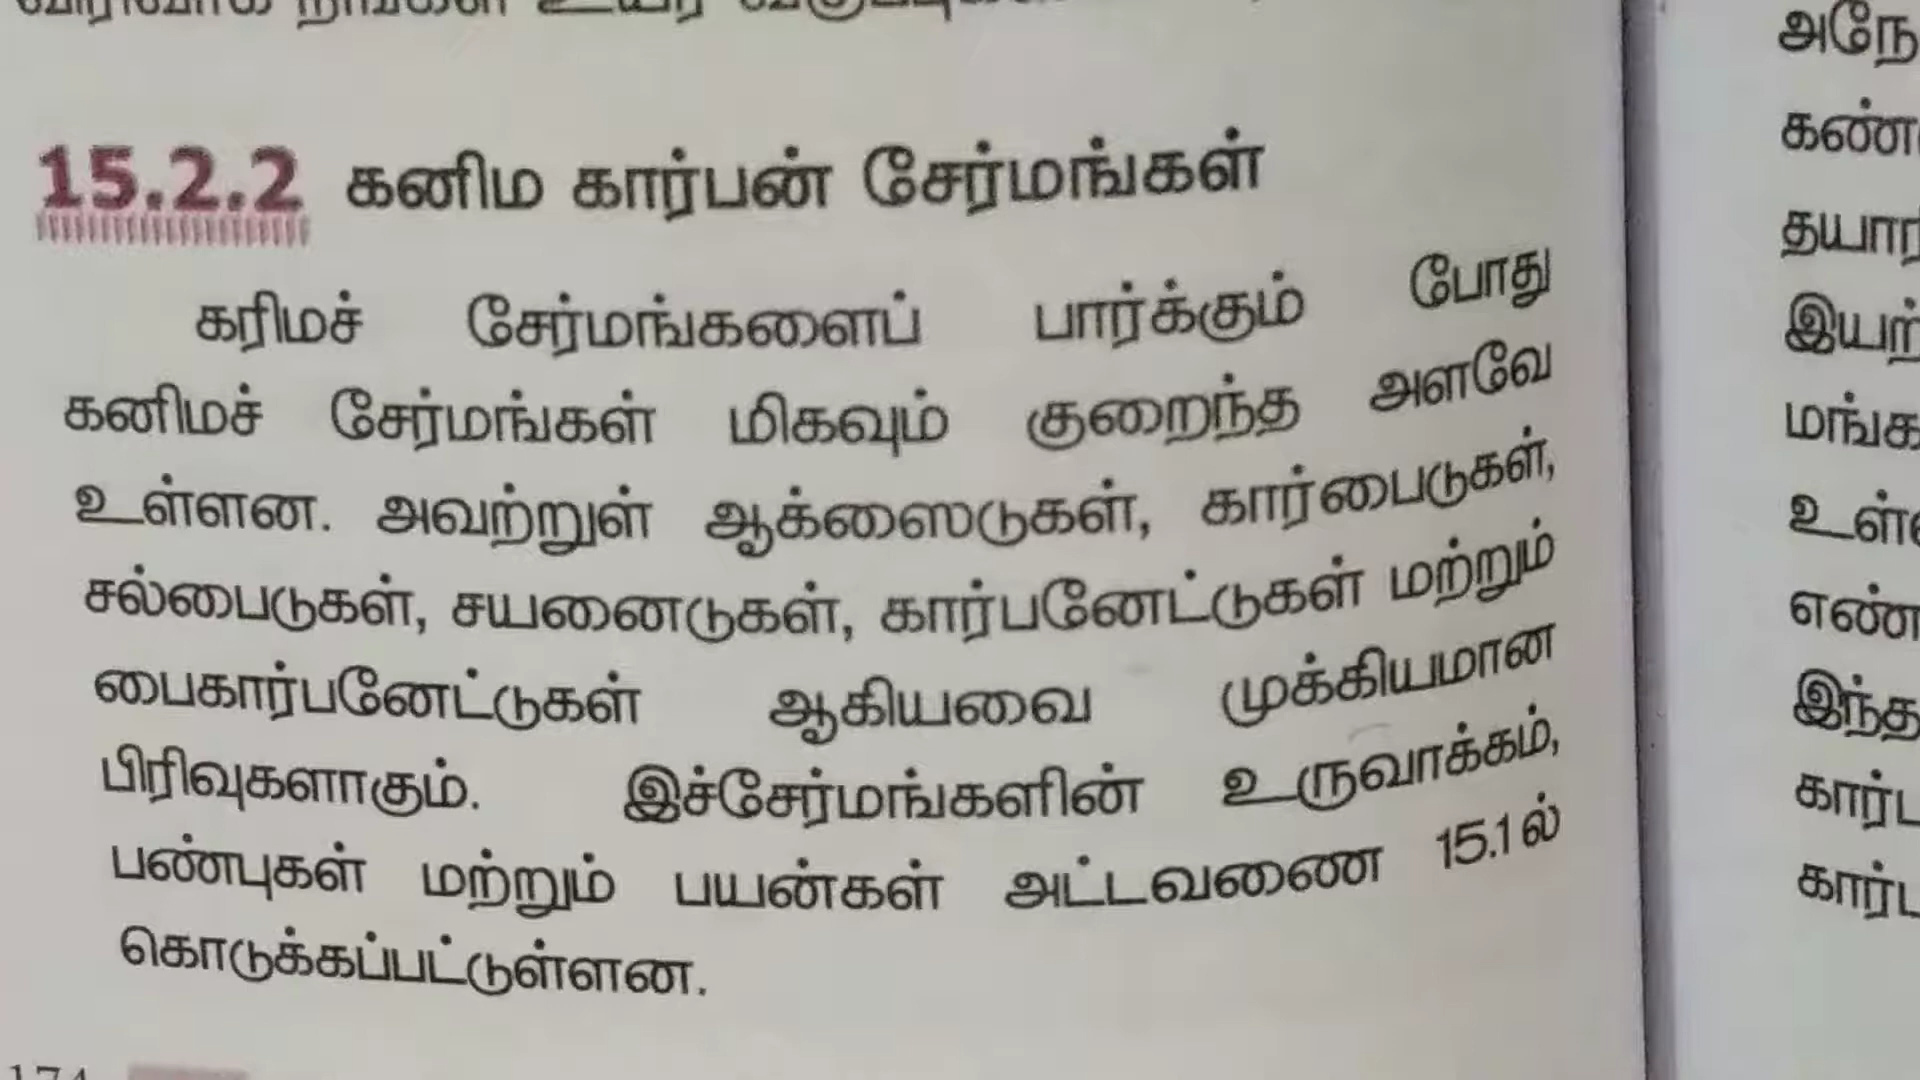 15.2.2 கனிம கார்பன் சேர்மங்கள்
கரிமச் சேர்மங்களைப் பார்க்கும் போது
கனிமச் சேர்மங்கள் மிகவும் குறைந்த அளவே
உள்ளன. அவற்றுள் ஆக்ஸைடுகள், கார்பைடுகள்,
சல்பைடுகள், சயனைடுகள், கார்பனேட்டுகள் மற்றும்
பைகார்பனேட்டுகள் ஆகியவை முக்கியமான
பிரிவுகளாகும். இச்சேர்மங்களின் உருவாக்கம்,
பண்புகள் மற்றும் பயன்கள் அட்டவணை 15.1ல்
கொடுக்கப்பட்டுள்ளன.